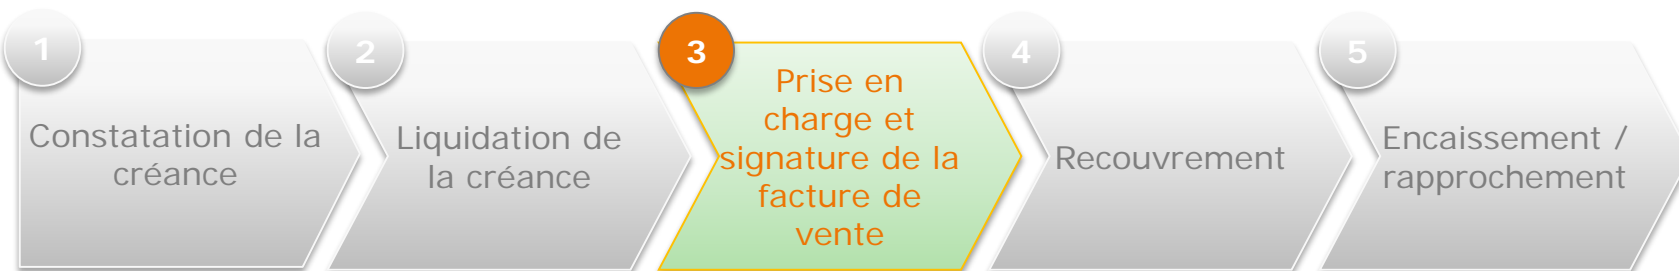 1
Constatation de la
créance
2
Liquidation de
la créance
3
Prise en
charge et
signature de la
facture de
vente
4
Recouvrement
5
Encaissement /
rapprochement